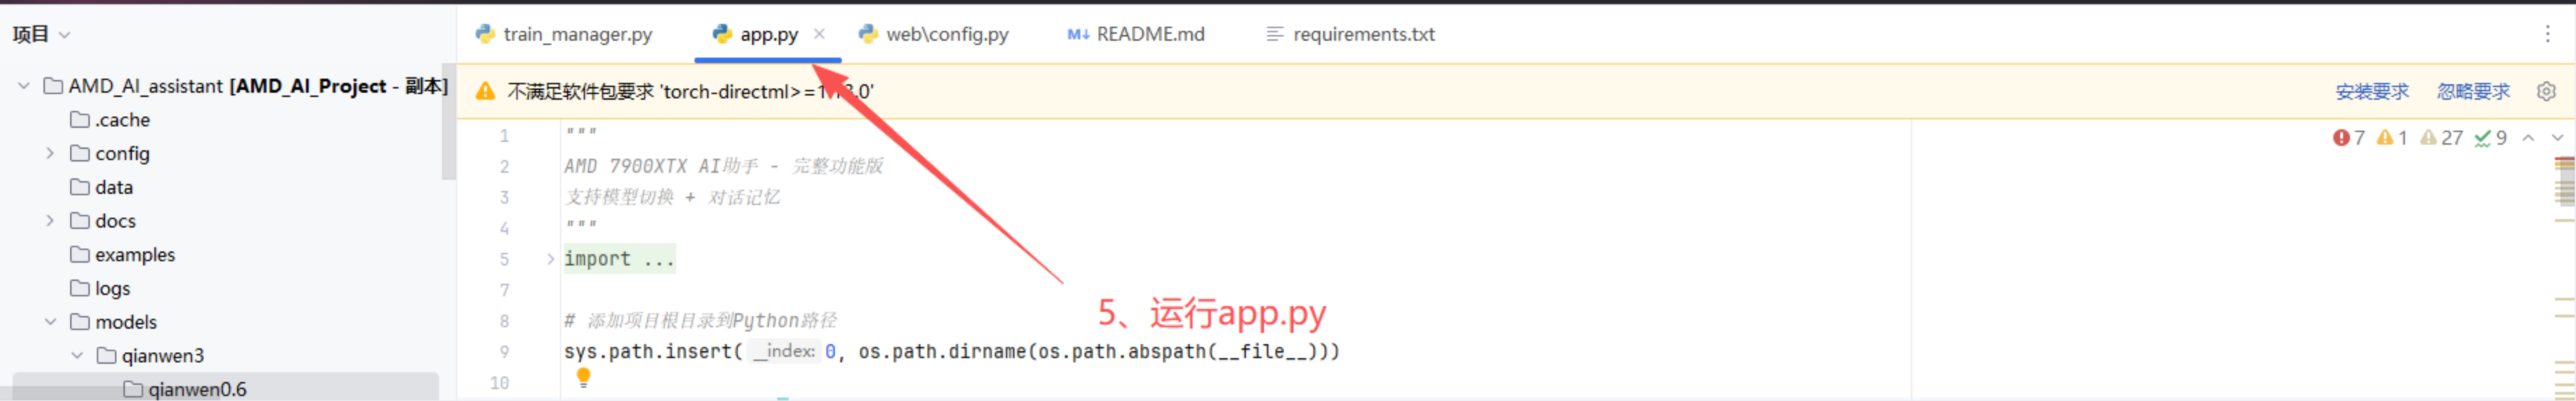 项目
train_manager.py
app.py
web\config.py
M↓ README.md
requirements.txt
AMD_AI_assistant [AMD_AI_Project - 副本]
.cache
config
data
docs
examples
logs
models
qianwen3
qianwen0.6
不满足软件包要求 'torch-directml>=1
.0'
安装要求 忽略要求
7 1 27 9
1 """
2 AMD 7900XTX AI助手 - 完整功能版
3 支持模型切换 + 对话记忆
4 """
5 import ...
7
8 # 添加项目根目录到Python路径
9 sys.path.insert( __index: 0, os.path.dirname(os.path.abspath(__file__)))
10
5、运行app.py